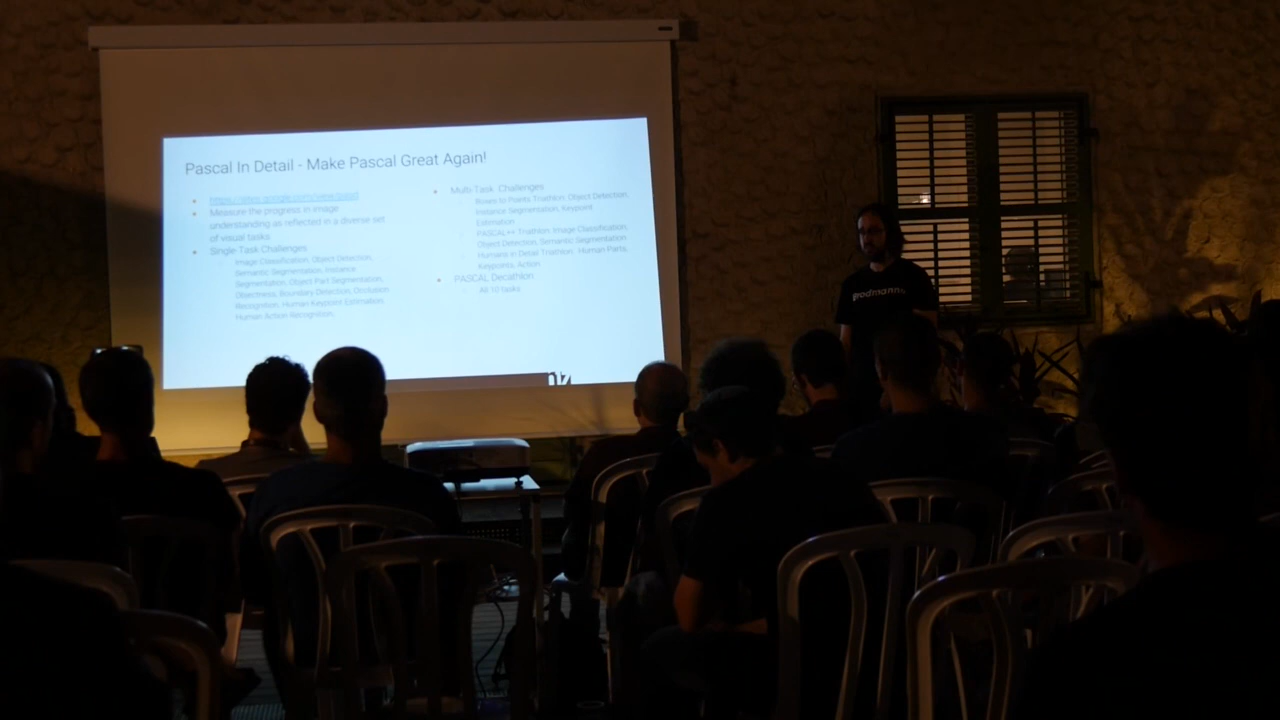 Pascal In Detail - Make Pascal Great Again!
Measure the progress in image
understanding as reflected in a diverse set
of visual tasks
Single Task Challenges
Image Classification, Object Detection,
Semantic Segmentation, Instance
Segmentation, Object Part Segmentation,
Objectness, Boundary Detection, Occlusion
Recognition, Human Keypoint Estimation,
Human Action Recognition.
Multi-Task Challenges
Boxes to Points Triathlon: Object Detection,
Instance Segmentation, Keypoint
Estimation
PASCAL++ Triathlon: Image Classification,
Object Detection, Semantic Segmentation
Humans in Detail Triathlon: Human Parts,
Keypoints, Action
PASCAL Decathlon
All 10 tasks